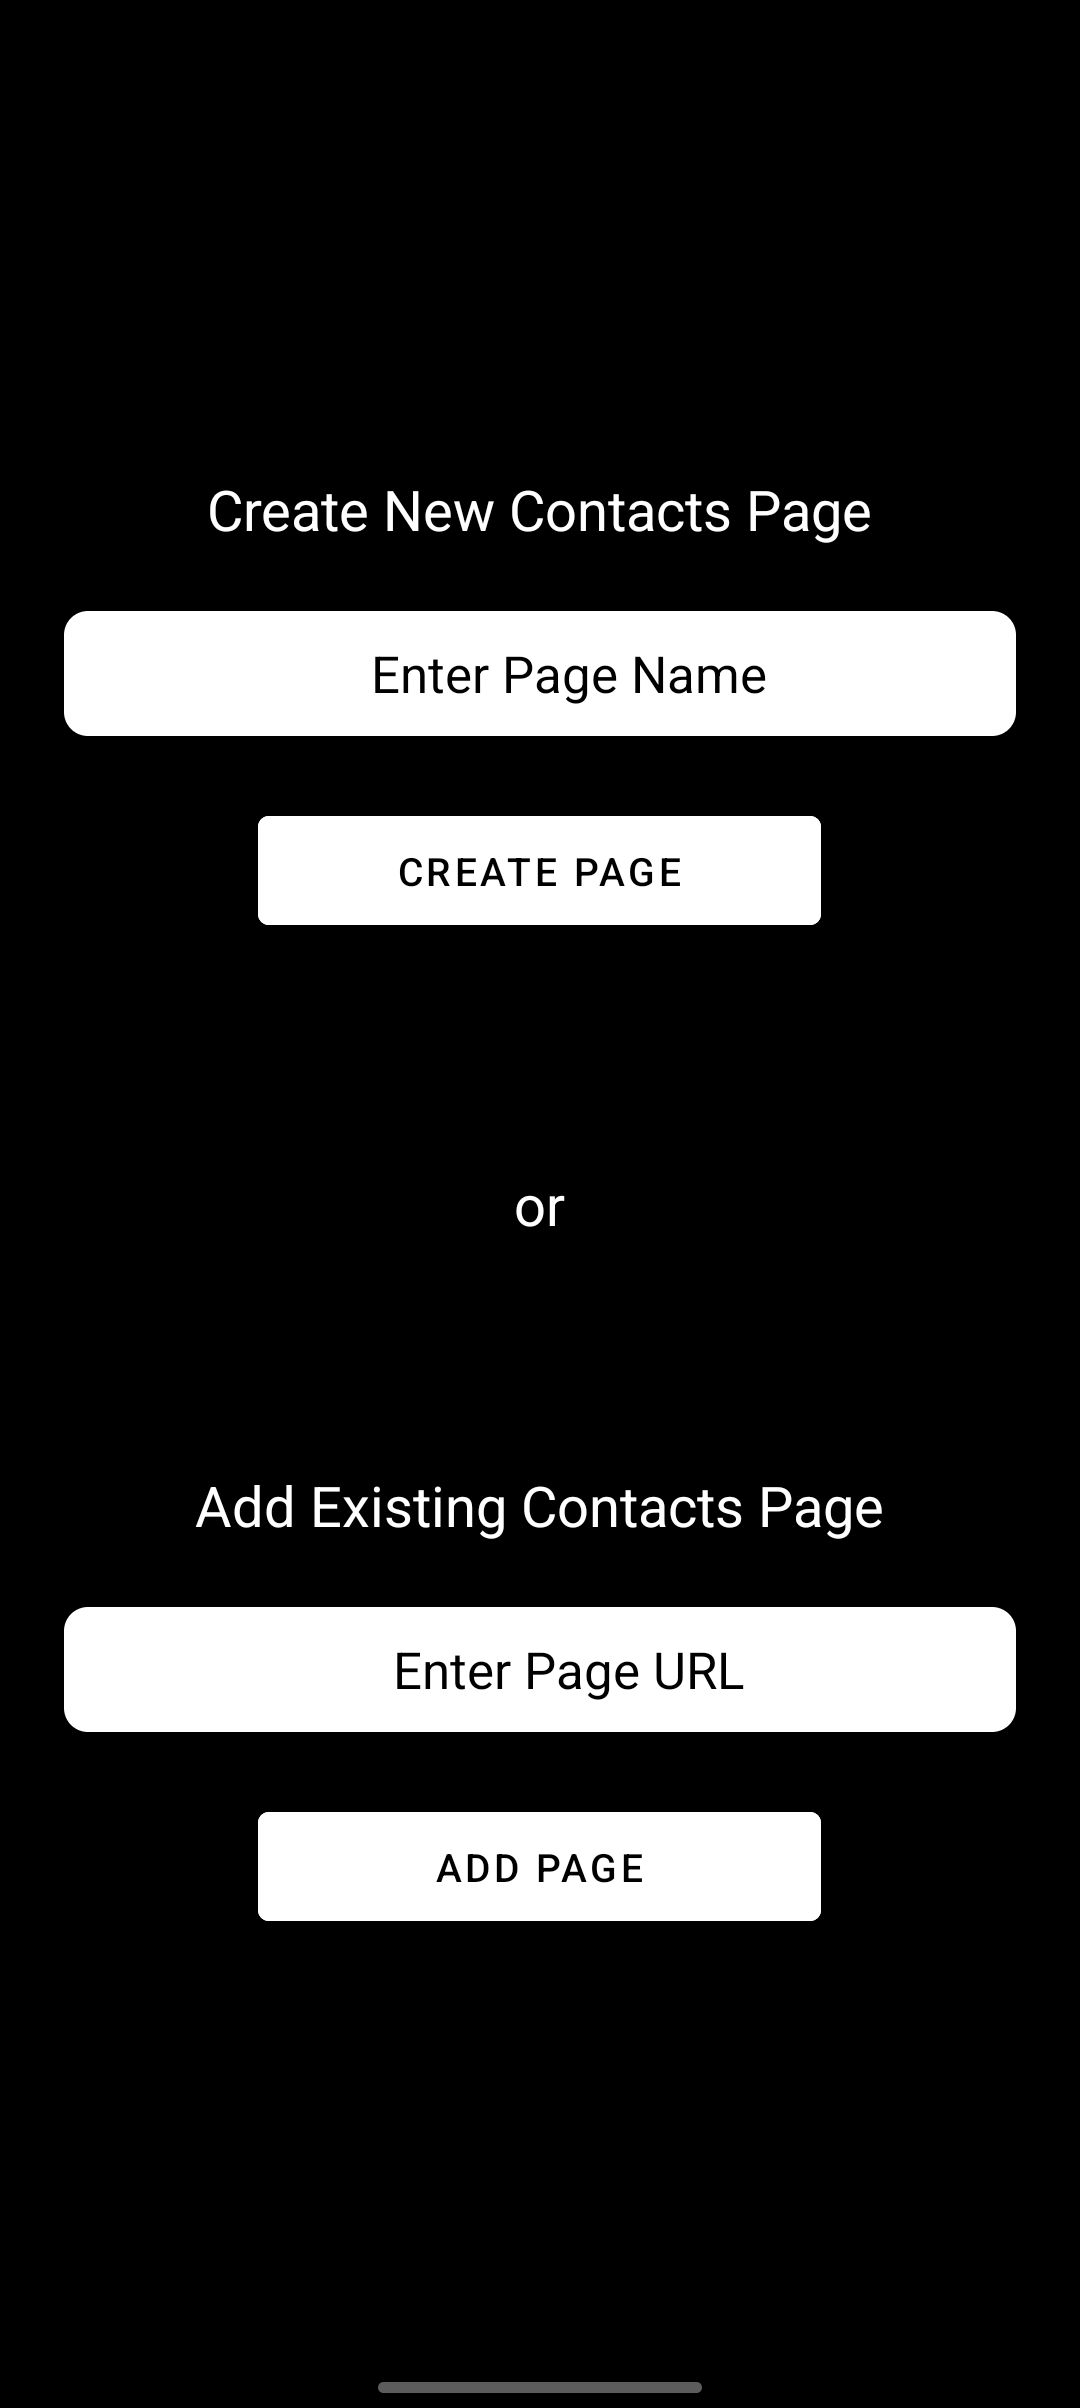 Create New Contacts Page
Enter Page Name
CREATE PAGE
or
Add Existing Contacts Page
Enter Page URL
ADD PAGE